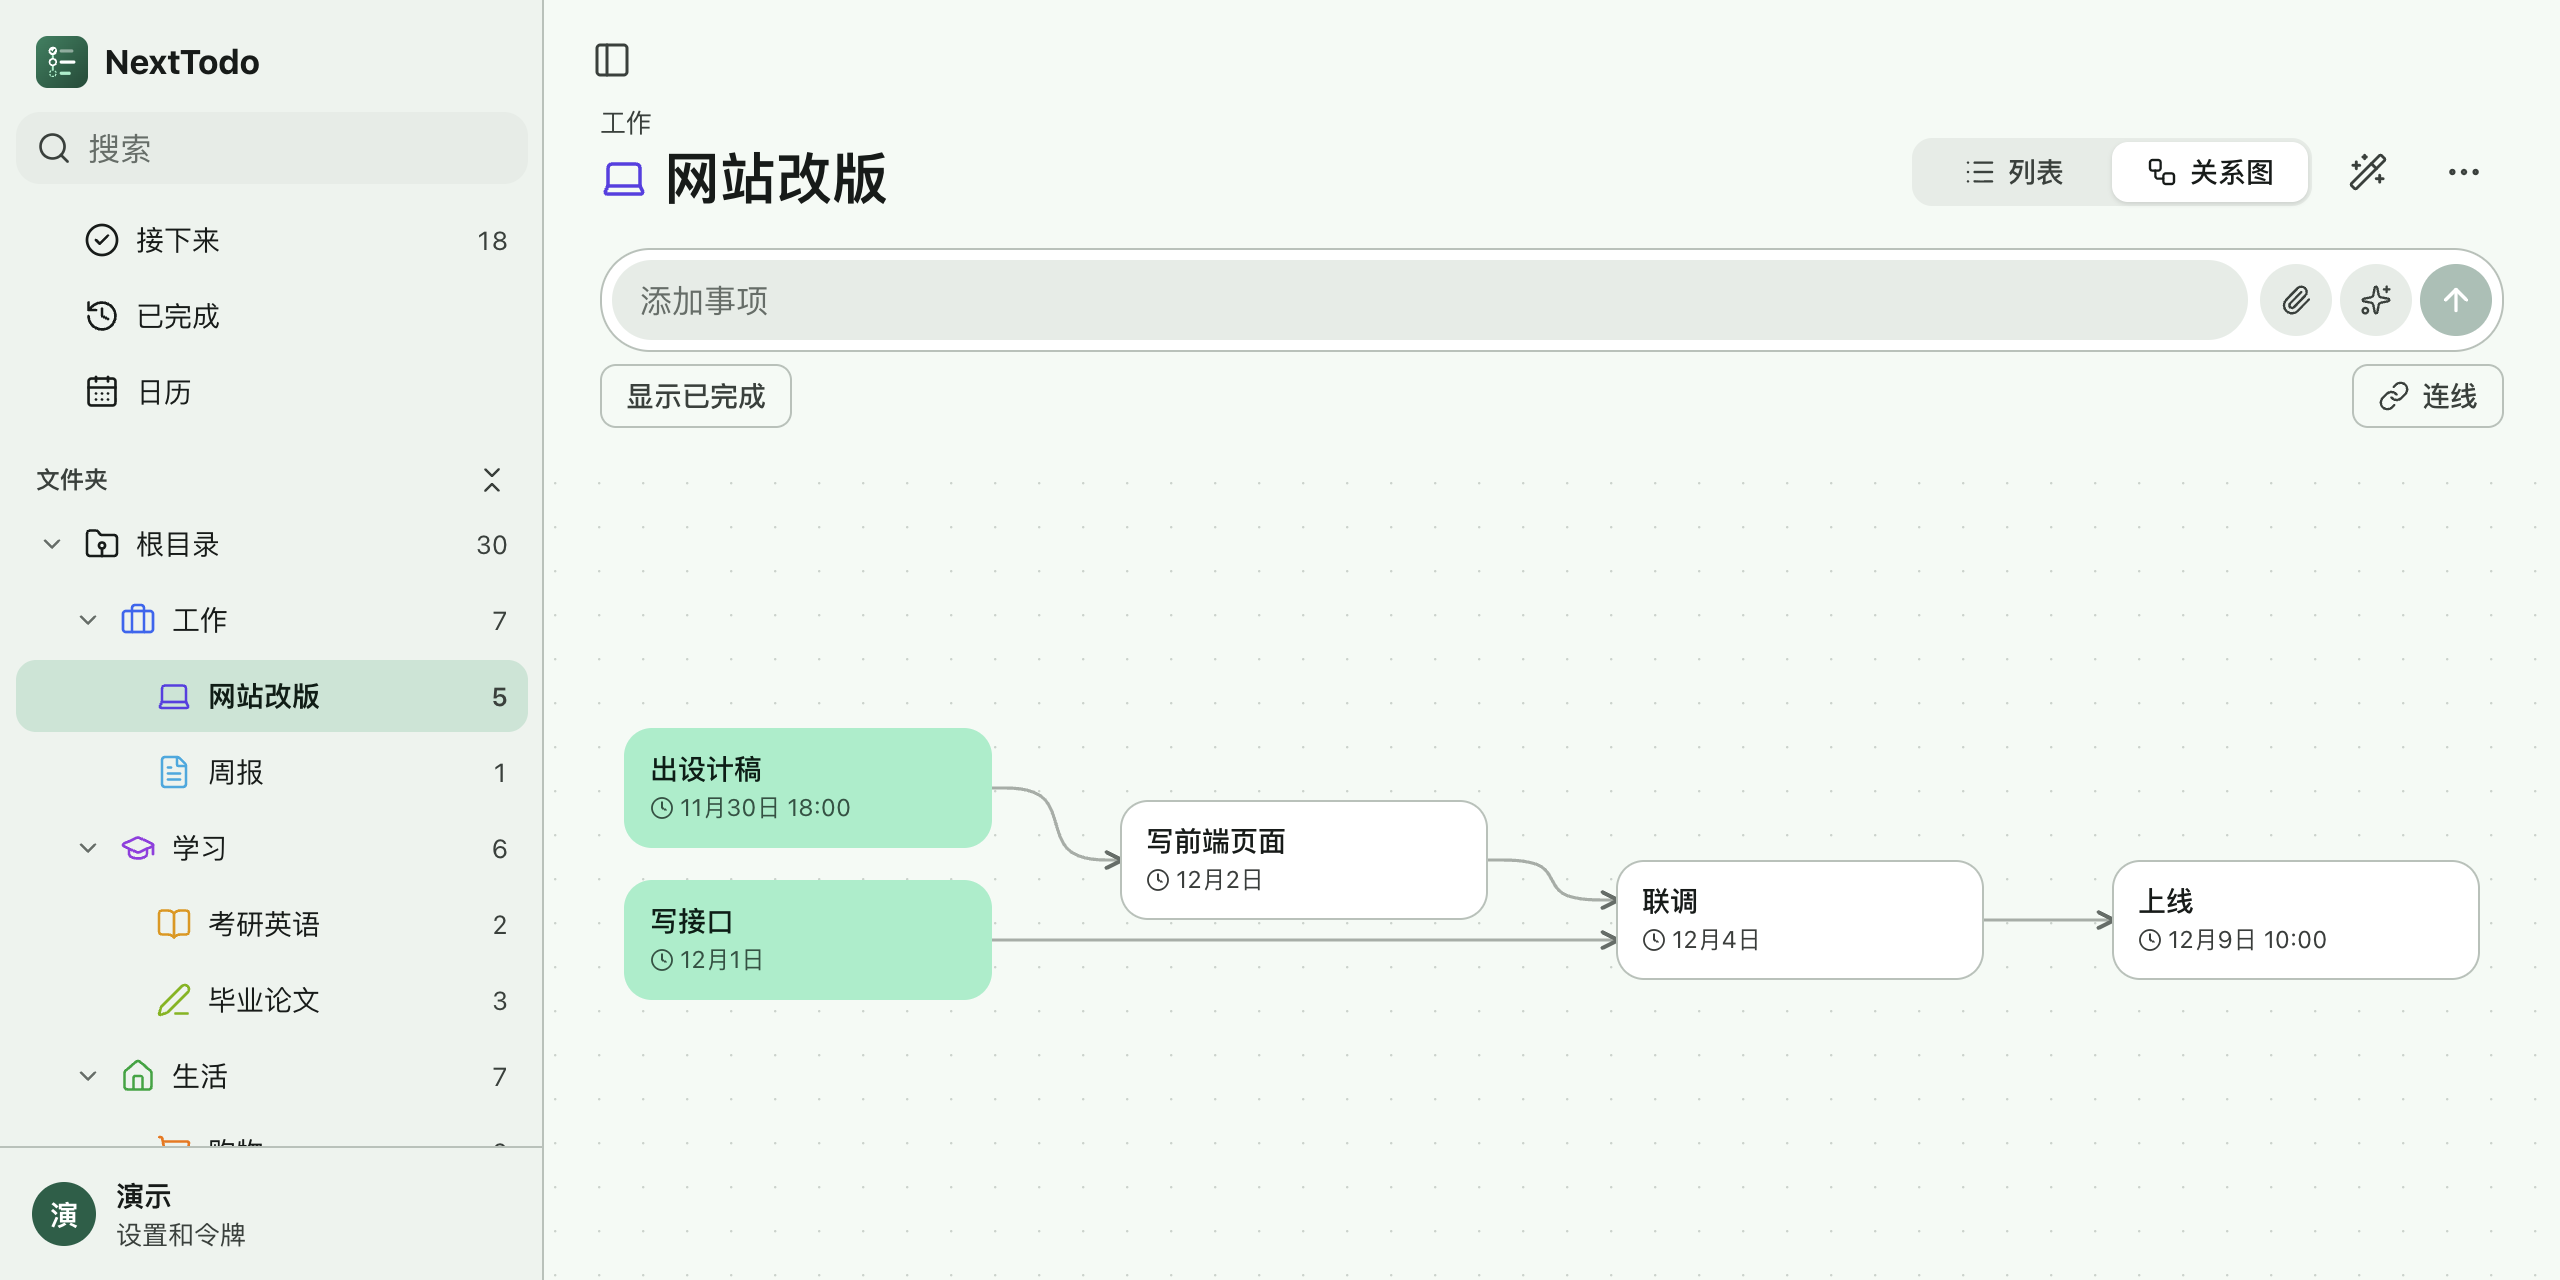 NextTodo
搜索
接下来 18
已完成
日历
文件夹
根目录 30
工作 7
网站改版 5
周报 1
学习 6
考研英语 2
毕业论文 3
生活 7
演
演示
设置和令牌
工作
网站改版
列表
关系图
添加事项
显示已完成
连线
出设计稿
11月30日 18:00
写接口
12月1日
写前端页面
12月2日
联调
12月4日
上线
12月9日 10:00